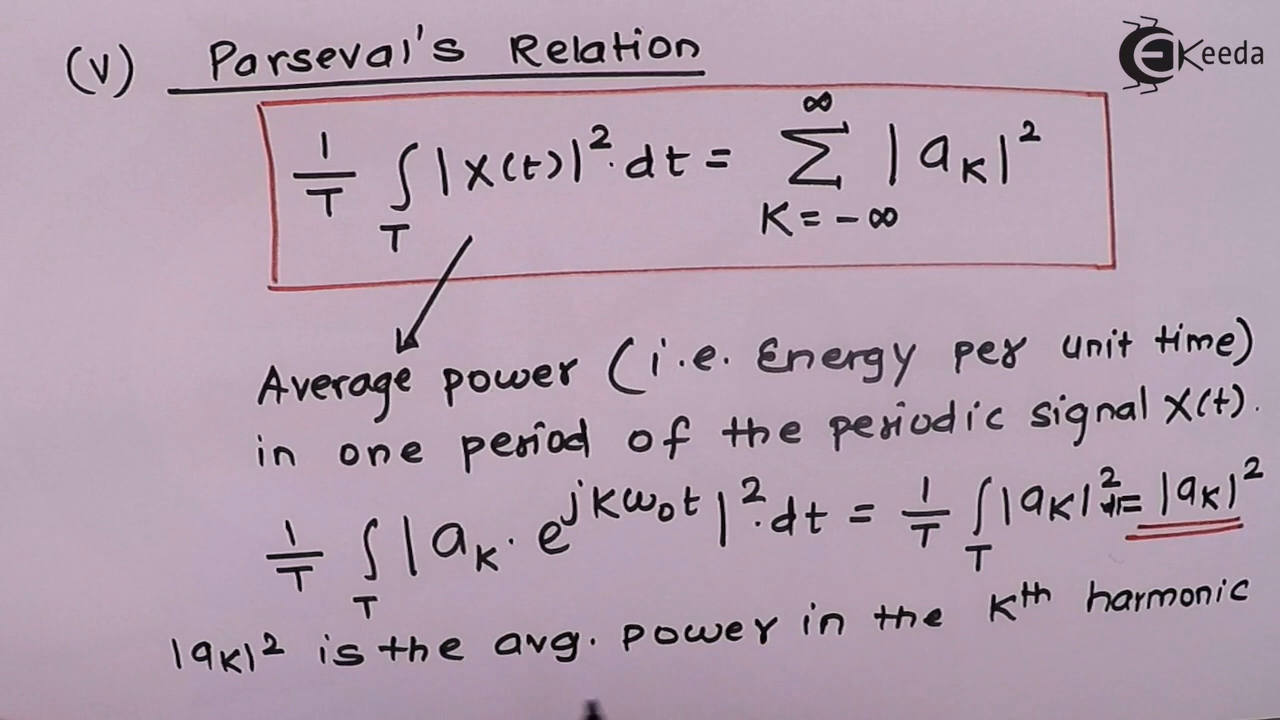 (V) Parseval's Relation
EKeeda
1/T ∫_T |X(t)|².dt = Σ_{K=-∞}^{∞} |a_K|²
Average power (i.e. Energy per unit time)
in one period of the periodic signal X(t).
1/T ∫_T |a_K. e^{jKω₀t}|².dt = 1/T ∫_T |a_K|² dt = |a_K|²
|a_K|² is the avg. power in the K^th harmonic